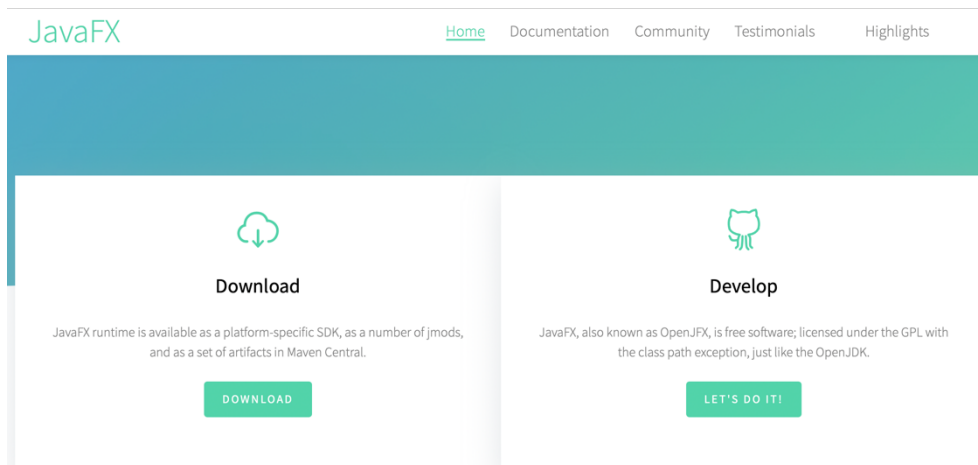 JavaFX
Home Documentation Community Testimonials Highlights
Download
JavaFX runtime is available as a platform-specific SDK, as a number of jmods,
and as a set of artifacts in Maven Central.
DOWNLOAD
Develop
JavaFX, also known as OpenJFX, is free software; licensed under the GPL with
the class path exception, just like the OpenJDK.
LET'S DO IT!